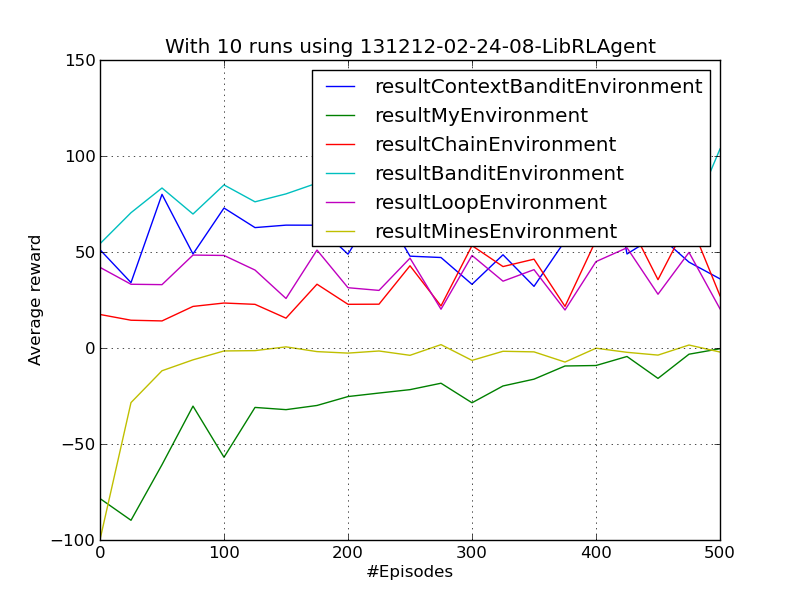 With 10 runs using 131212-02-24-08-LibRLAgent
150
100
50
0
−50
−100
Average reward
resultContextBanditEnvironment
resultMyEnvironment
resultChainEnvironment
resultBanditEnvironment
resultLoopEnvironment
resultMinesEnvironment
0 100 200 300 400 500
#Episodes